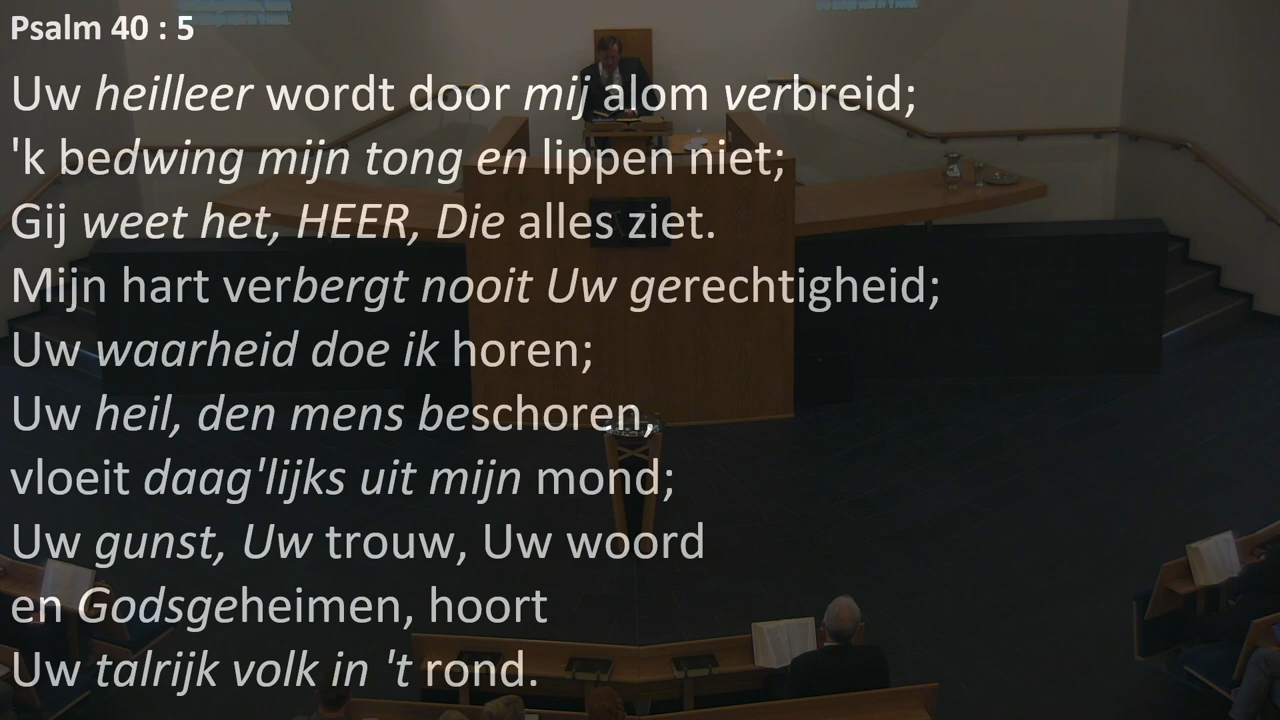 Psalm 40 : 5
Uw heilleer wordt door mij alom verbreid;
'k bedwing mijn tong en lippen niet;
Gij weet het, HEER, Die alles ziet.
Mijn hart verbergt nooit Uw gerechtigheid;
Uw waarheid doe ik horen;
Uw heil, den mens beschoren,
vloeit daag'lijks uit mijn mond;
Uw gunst, Uw trouw, Uw woord
en Godsgeheimen, hoort
Uw talrijk volk in 't rond.